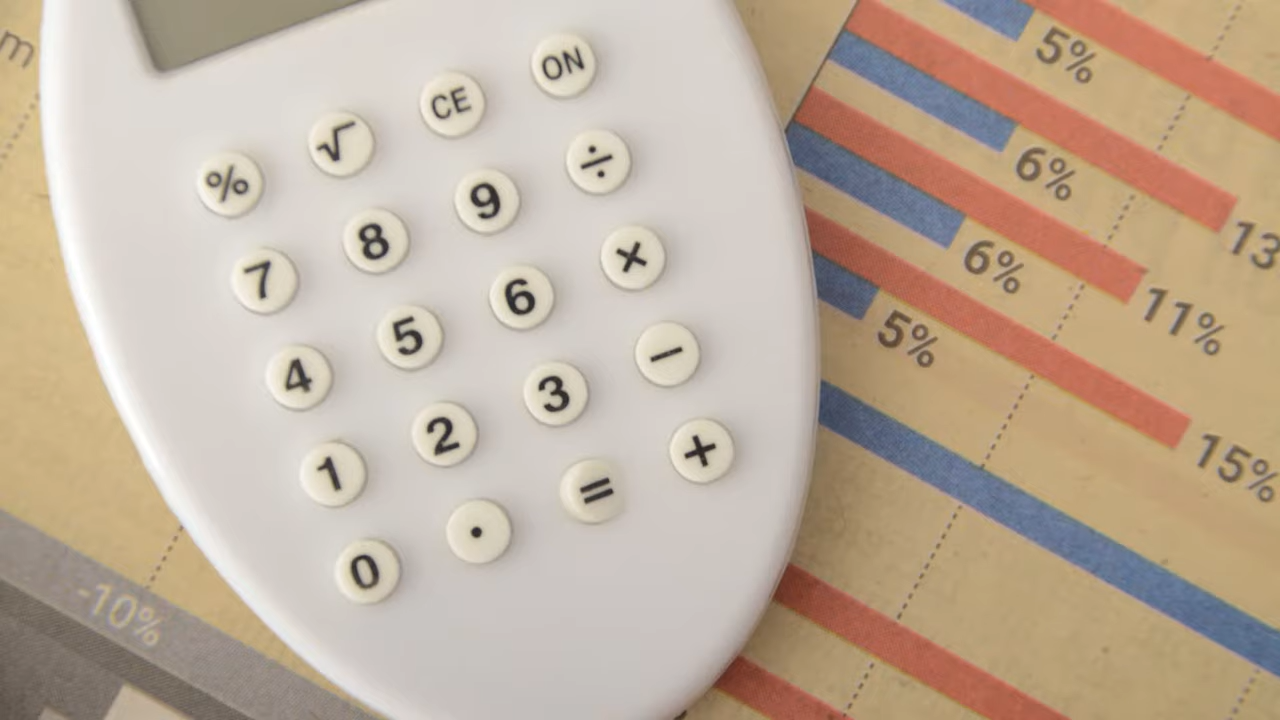 m
ON
CE
√
%
7 8 9 ÷
4 5 6 ×
1 2 3 −
0 . = +
5%
6%
13
6%
11%
5%
15%
-10%